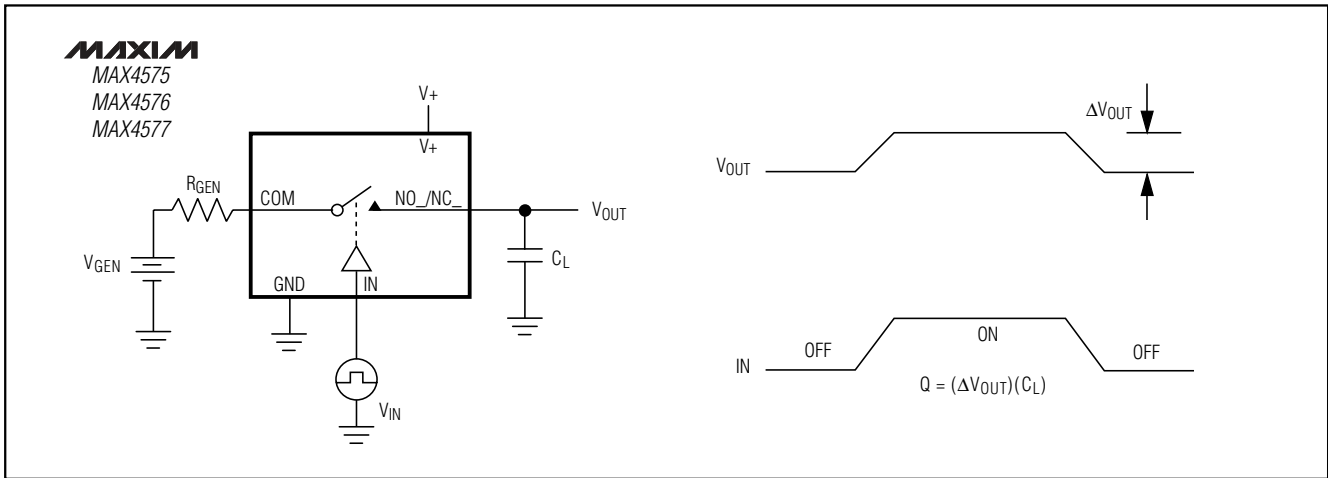 MAXIM
MAX4575
MAX4576
MAX4577
V+
V+
RGEN
COM
NO_/NC_
VOUT
VGEN
CL
GND
IN
VIN
ΔVOUT
VOUT
IN
OFF
ON
OFF
Q = (ΔVOUT)(CL)